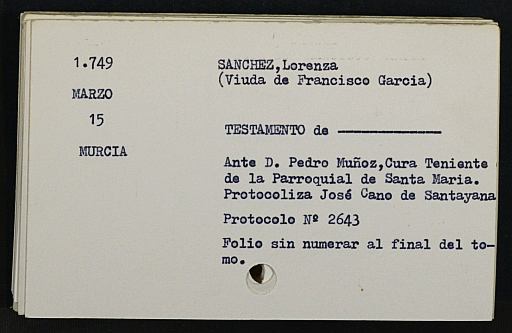 1.749
MARZO
15
MURCIA
SANCHEZ,Lorenza
(Viuda de Francisco Garcia)
TESTAMENTO de ——————
Ante D. Pedro Muñoz,Cura Teniente
de la Parroquial de Santa Maria.
Protocoliza José Cano de Santayana
Protocolo Nº 2643
Folio sin numerar al final del to-
mo.